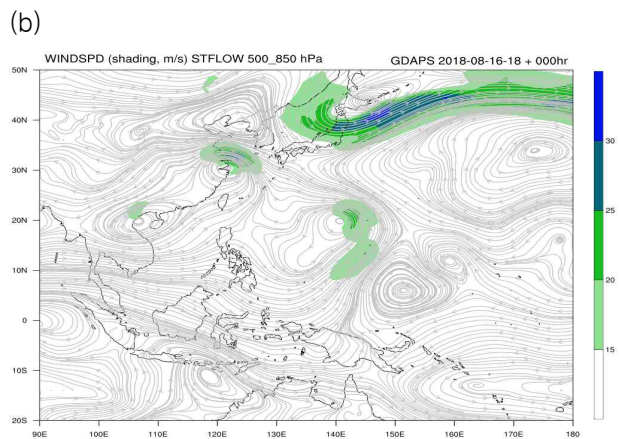 (b)
WINDSPD (shading, m/s) STFLOW 500_850 hPa GDAPS 2018-08-16-18 + 000hr
50N
40N
30
30N
25
20N
20
10N
15
0
10S
20S
90E 100E 110E 120E 130E 140E 150E 160E 170E 180